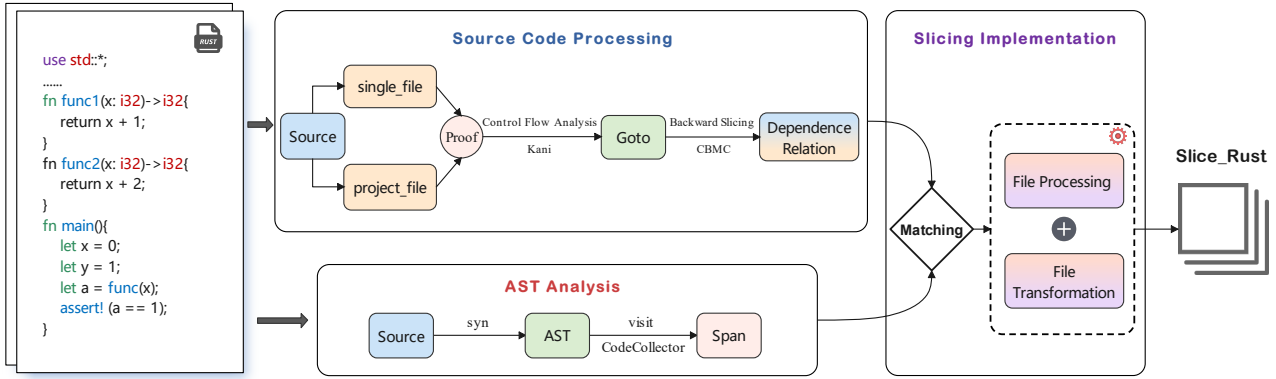 RUST
use std::*;
......
fn func1(x: i32)->i32{
return x + 1;
}
fn func2(x: i32)->i32{
return x + 2;
}
fn main(){
let x = 0;
let y = 1;
let a = func(x);
assert! (a == 1);
}
Source Code Processing
Source
single_file
project_file
Proof
Control Flow Analysis
Kani
Goto
Backward Slicing
CBMC
Dependence
Relation
AST Analysis
Source
syn
AST
visit
CodeCollector
Span
Slicing Implementation
Matching
File Processing
+
File
Transformation
Slice_Rust